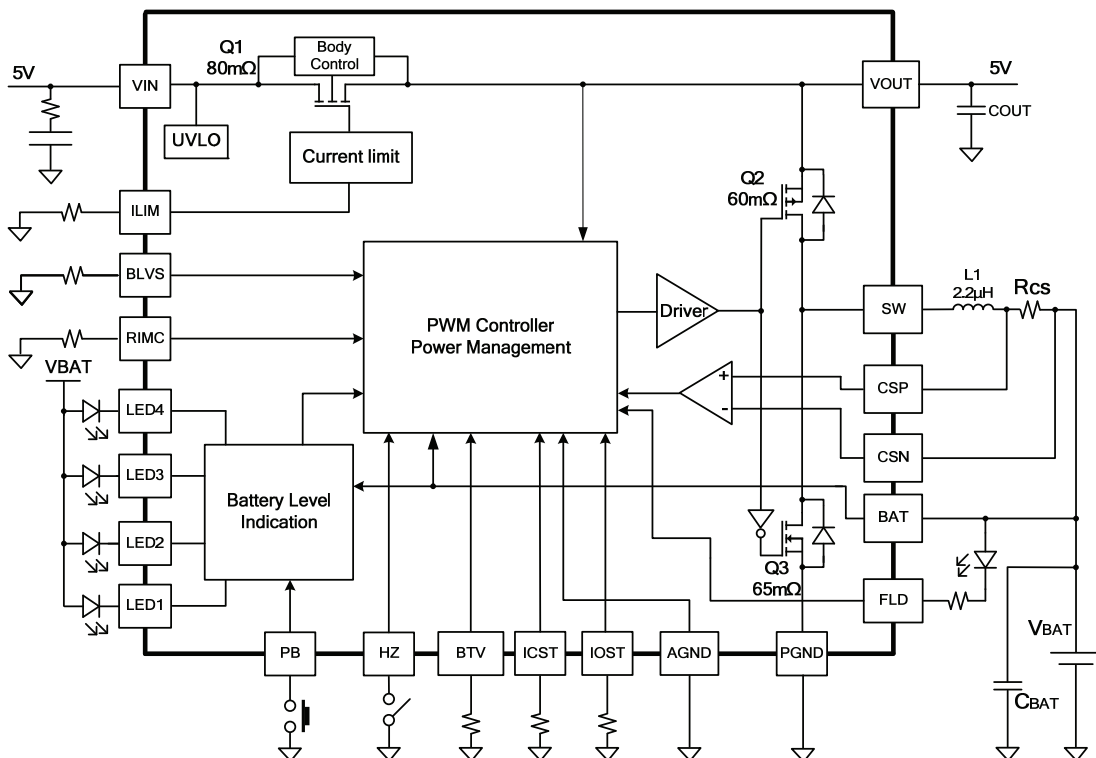 Q1
80mΩ
Body
Control
5V
VIN
VOUT
5V
UVLO
COUT
Current limit
Q2
60mΩ
ILIM
BLVS
L1
2.2µH
Rcs
SW
Driver
PWM Controller
Power Management
RIMC
VBAT
CSP
+
-
LED4
CSN
LED3
Battery Level
Indication
BAT
LED2
Q3
65mΩ
FLD
LED1
VBAT
PB
HZ
BTV
ICST
IOST
AGND
PGND
CBAT